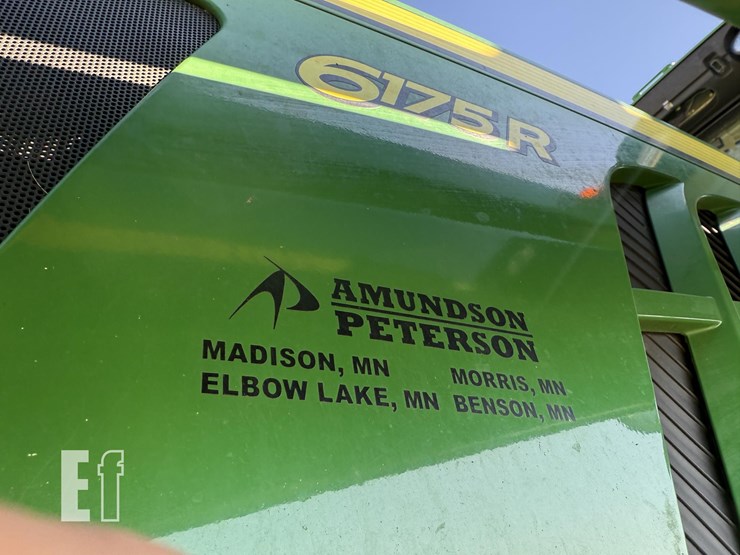 6175R
AMUNDSON
PETERSON
MADISON, MN MORRIS, MN
ELBOW LAKE, MN BENSON, MN
Ef